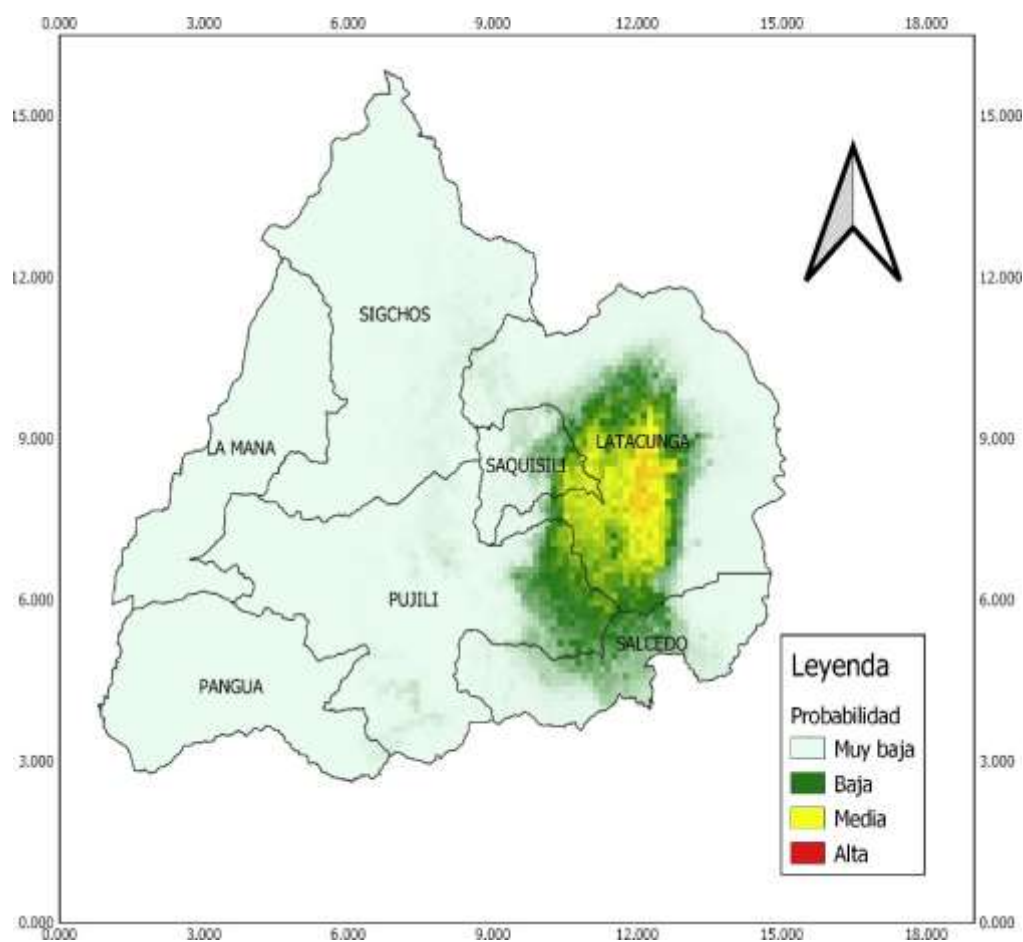 0.000 3.000 6.000 9.000 12.000 15.000 18.000
15.000 15.000
12.000 12.000
SIGCHOS
9.000 LA MANA SAQUISILI LATACUNGA 9.000
6.000 PUJILI 6.000
SALCEDO
PANGUA
3.000 3.000
Leyenda
Probabilidad
Muy baja
Baja
Media
Alta
0.000 0.000
0.000 3.000 6.000 9.000 12.000 15.000 18.000